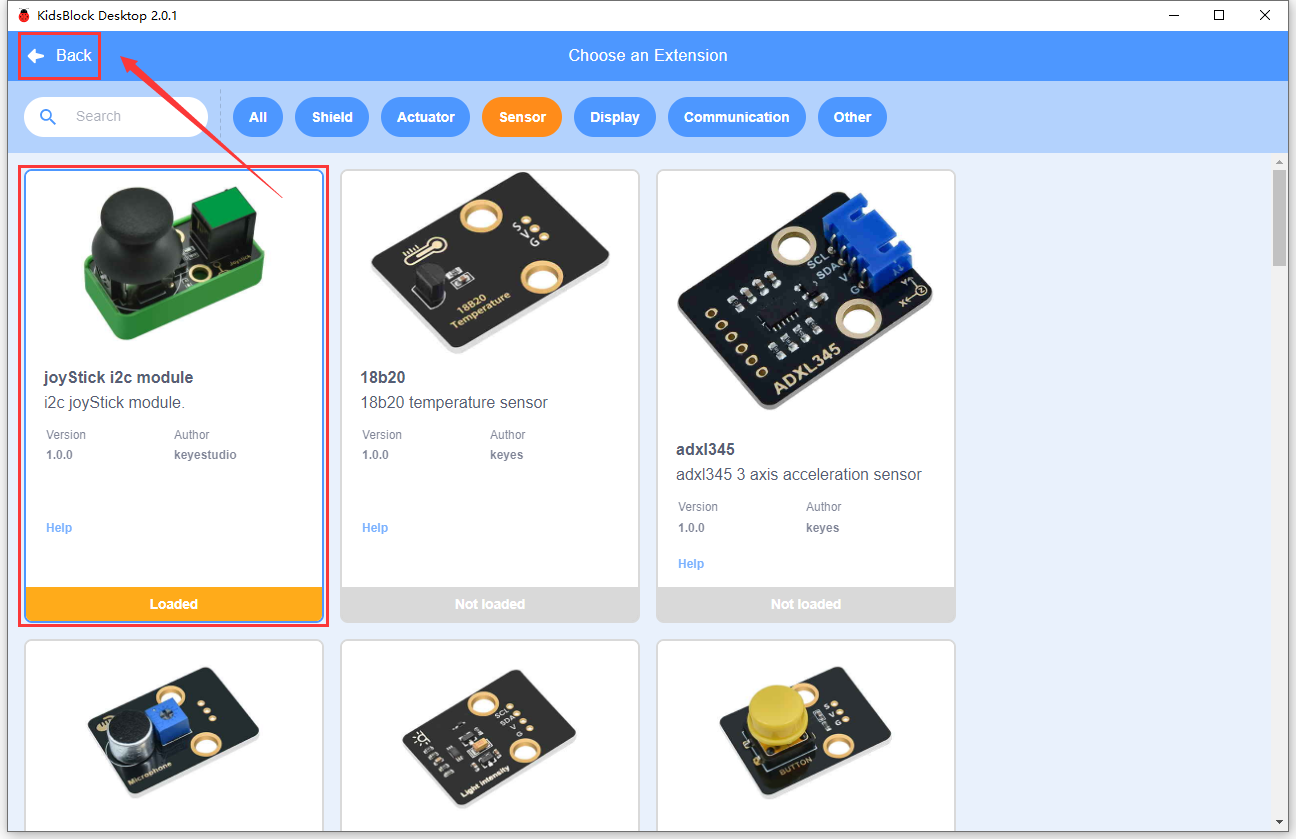 KidsBlock Desktop 2.0.1
Back
Choose an Extension
Search
All
Shield
Actuator
Sensor
Display
Communication
Other
Joystick
joyStick i2c module
i2c joyStick module.
Version
Author
1.0.0
keyestudio
Help
Loaded
S
V
G
18B20
Temperature
18b20
18b20 temperature sensor
Version
Author
1.0.0
keyes
Help
Not loaded
SCL
SDA
V
G
X
Y
Z
ADXL345
adxl345
adxl345 3 axis acceleration sensor
Version
Author
1.0.0
keyes
Help
Not loaded
Microphone
SCL
SDA
V
G
Light intensity
S
V
G
BUTTON